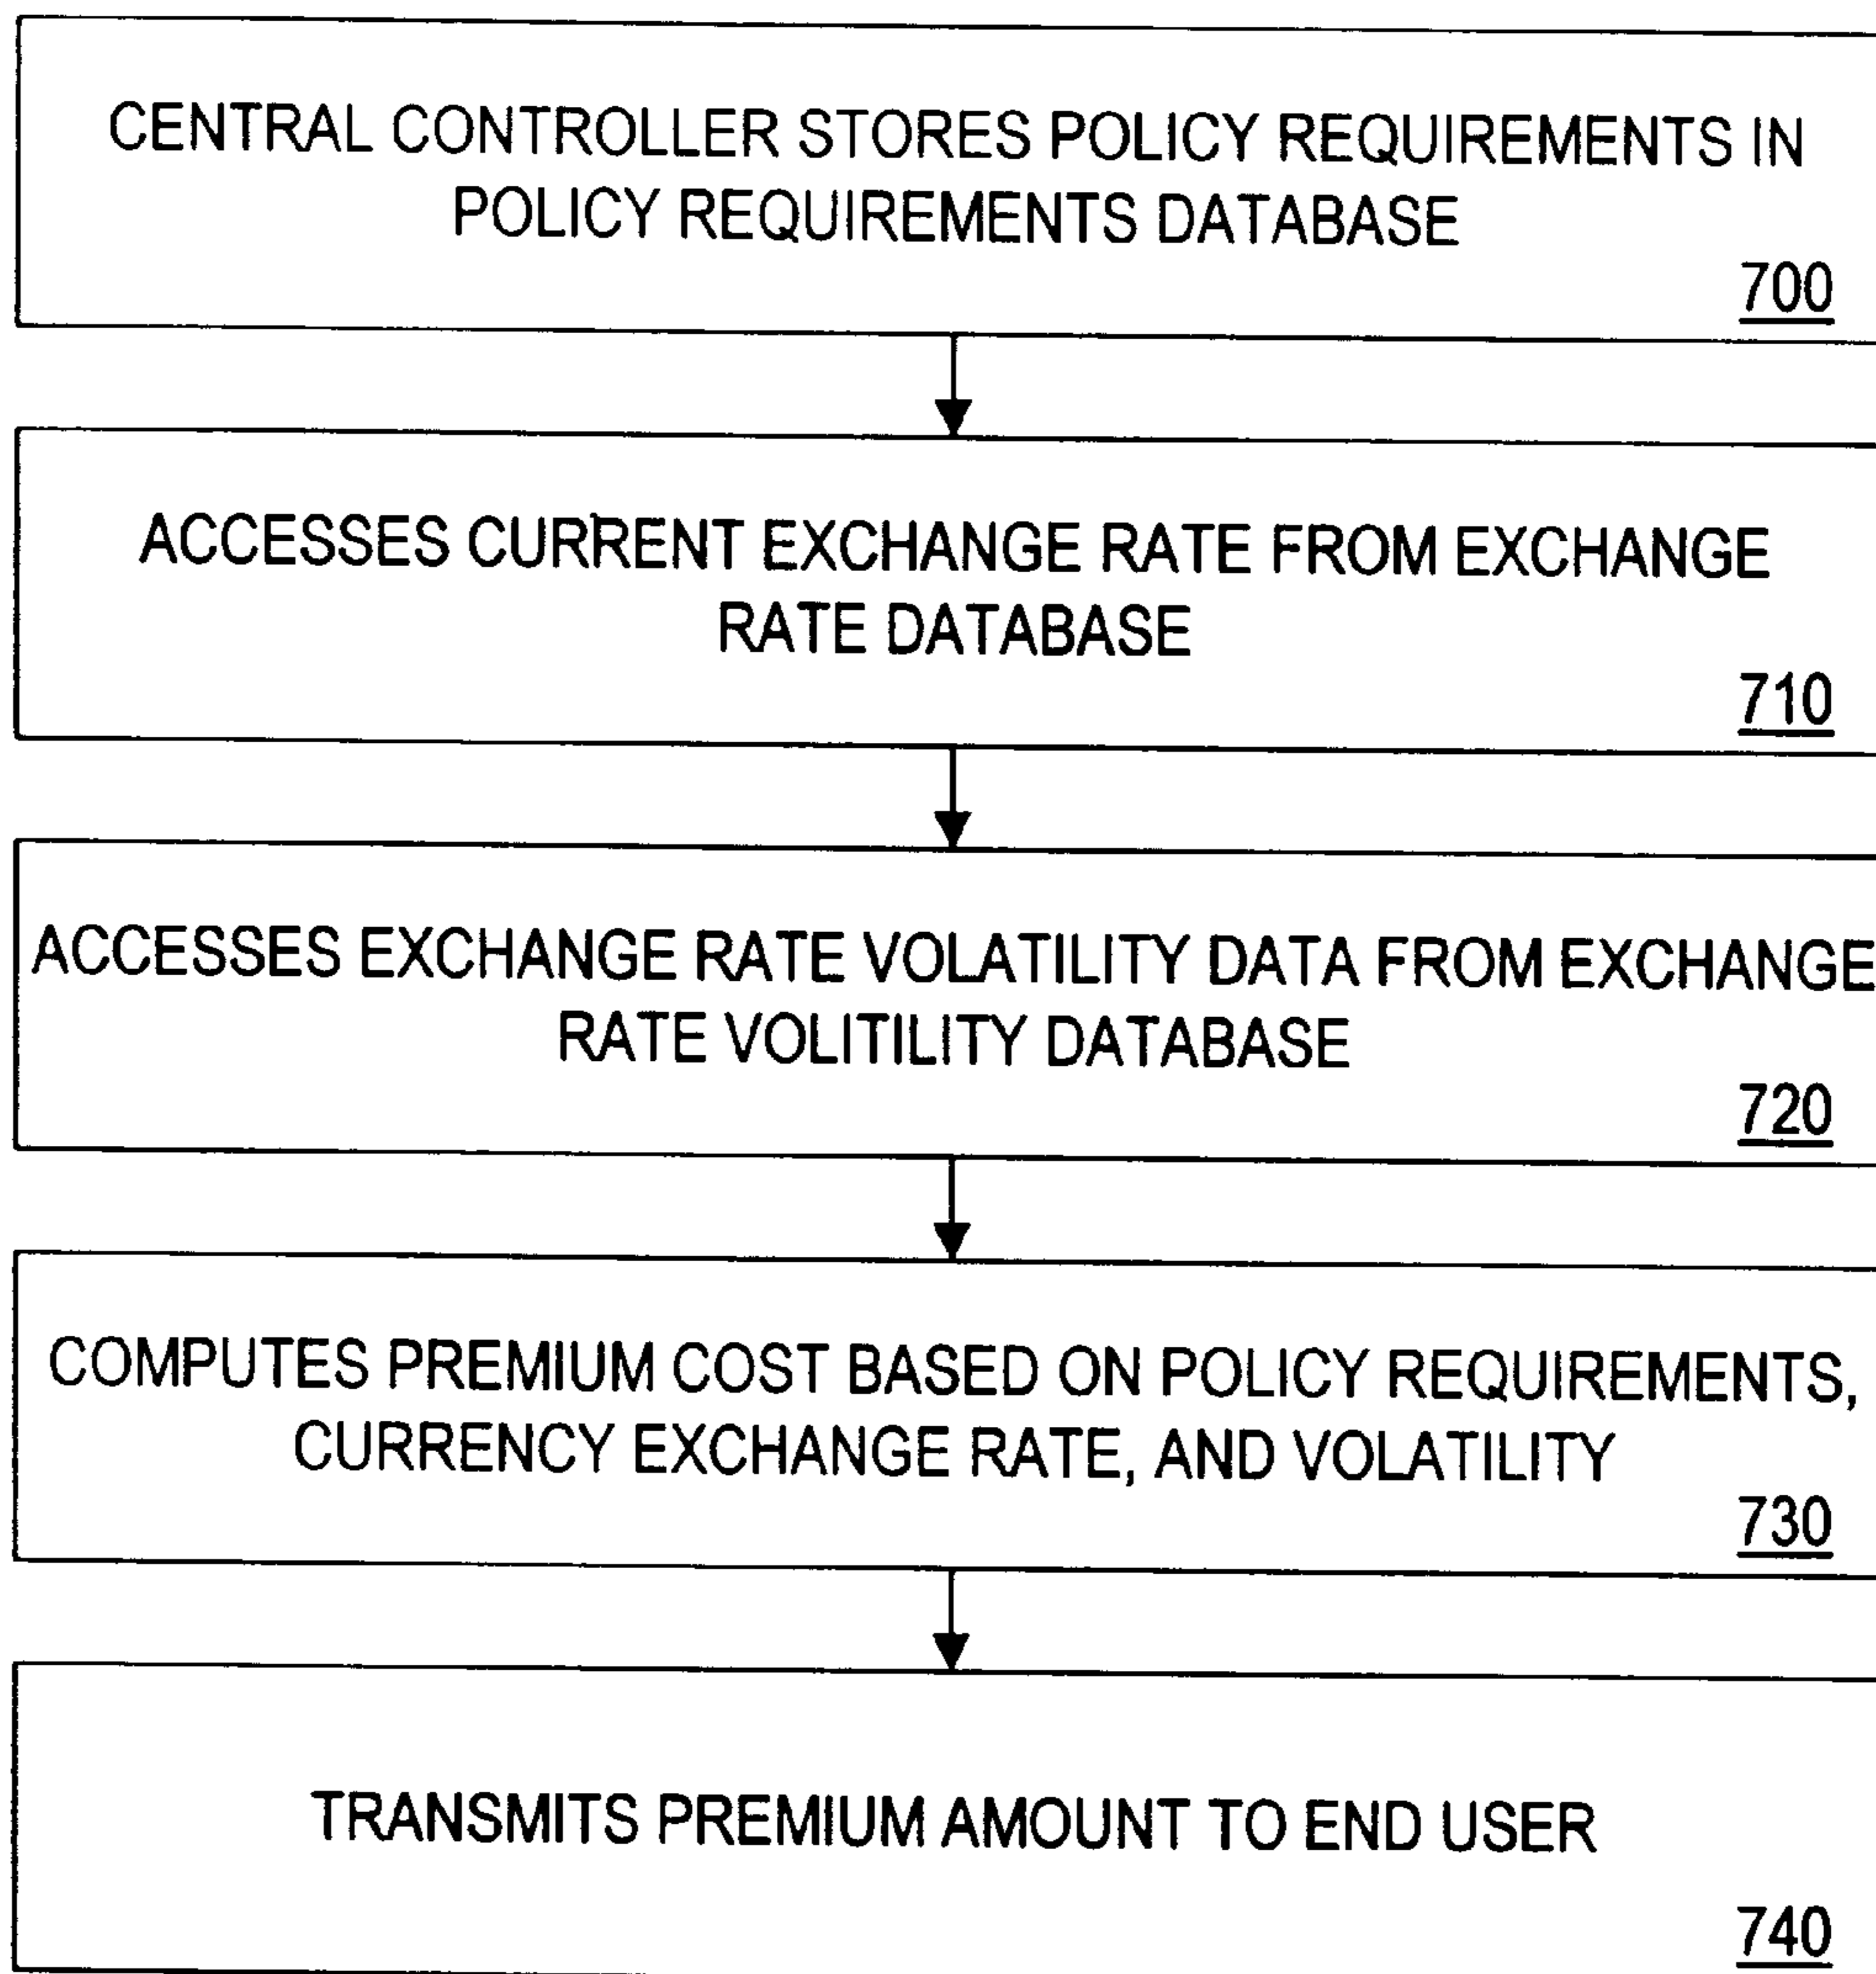 CENTRAL CONTROLLER STORES POLICY REQUIREMENTS IN
POLICY REQUIREMENTS DATABASE
700
ACCESSES CURRENT EXCHANGE RATE FROM EXCHANGE
RATE DATABASE
710
ACCESSES EXCHANGE RATE VOLATILITY DATA FROM EXCHANGE
RATE VOLITILITY DATABASE
720
COMPUTES PREMIUM COST BASED ON POLICY REQUIREMENTS,
CURRENCY EXCHANGE RATE, AND VOLATILITY
730
TRANSMITS PREMIUM AMOUNT TO END USER
740